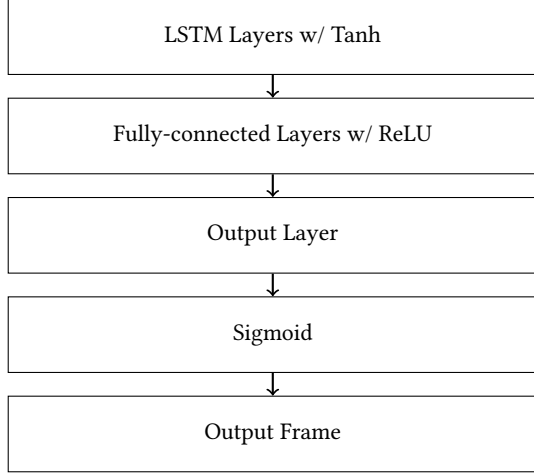 LSTM Layers w/ Tanh
Fully-connected Layers w/ ReLU
Output Layer
Sigmoid
Output Frame